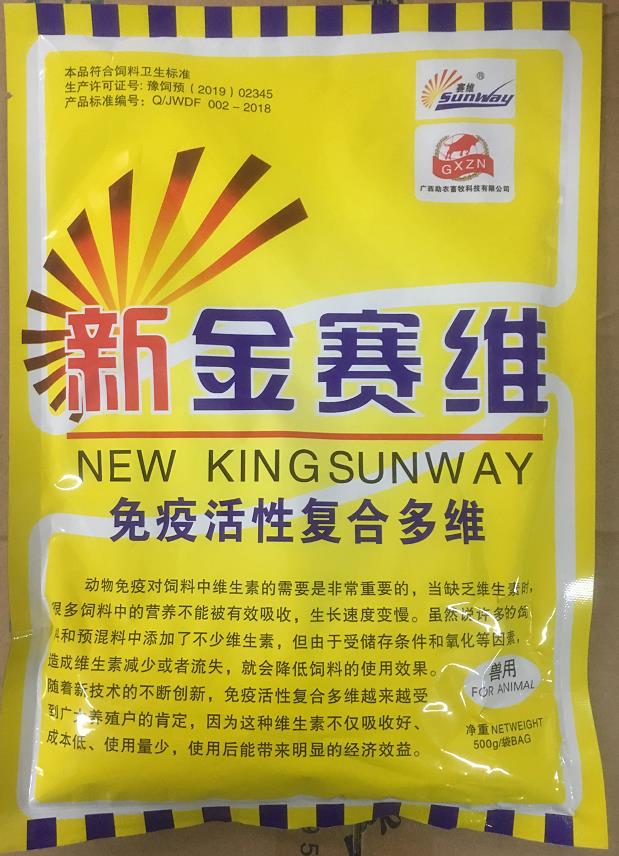 本品符合饲料卫生标准
生产许可证号: 豫饲预（2019）02345
产品标准编号: Q/JWDF 002-2018
赛维®
SunWay
GXZN
广西助农畜牧科技有限公司
新金赛维
NEW KINGSUNWAY
免疫活性复合多维
动物免疫对饲料中维生素的需要是非常重要的，当缺乏维生素时，
很多饲料中的营养不能被有效吸收，生长速度变慢。虽然说许多的饲
料和预混料中添加了不少维生素，但由于受储存条件和氧化等因素，
造成维生素减少或者流失，就会降低饲料的使用效果。
随着新技术的不断创新，免疫活性复合多维越来越受
到广大养殖户的肯定，因为这种维生素不仅吸收好、
成本低、使用量少，使用后能带来明显的经济效益。
兽用
FOR ANIMAL
净重 NETWEIGHT
500g/袋BAG